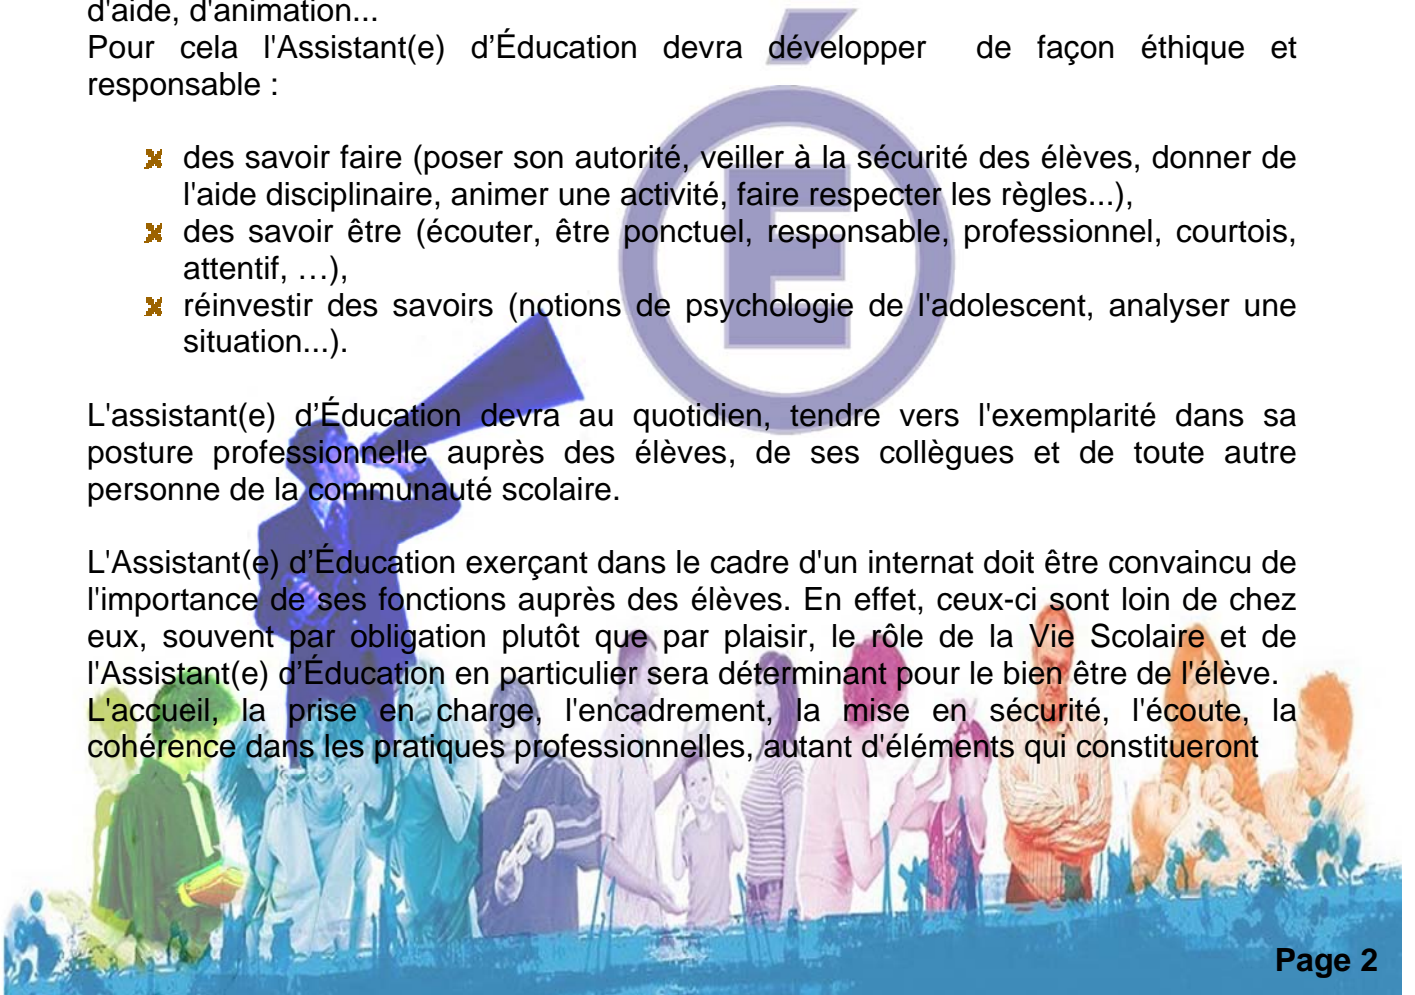 d'aide, d'animation...
Pour cela l'Assistant(e) d’Éducation devra développer de façon éthique et
responsable :
des savoir faire (poser son autorité, veiller à la sécurité des élèves, donner de
l'aide disciplinaire, animer une activité, faire respecter les règles...),
des savoir être (écouter, être ponctuel, responsable, professionnel, courtois,
attentif, …),
réinvestir des savoirs (notions de psychologie de l'adolescent, analyser une
situation...).
L'assistant(e) d’Éducation devra au quotidien, tendre vers l'exemplarité dans sa
posture professionnelle auprès des élèves, de ses collègues et de toute autre
personne de la communauté scolaire.
L'Assistant(e) d’Éducation exerçant dans le cadre d'un internat doit être convaincu de
l'importance de ses fonctions auprès des élèves. En effet, ceux-ci sont loin de chez
eux, souvent par obligation plutôt que par plaisir, le rôle de la Vie Scolaire et de
l'Assistant(e) d’Éducation en particulier sera déterminant pour le bien être de l'élève.
L'accueil, la prise en charge, l'encadrement, la mise en sécurité, l'écoute, la
cohérence dans les pratiques professionnelles, autant d'éléments qui constitueront
É
Page 2